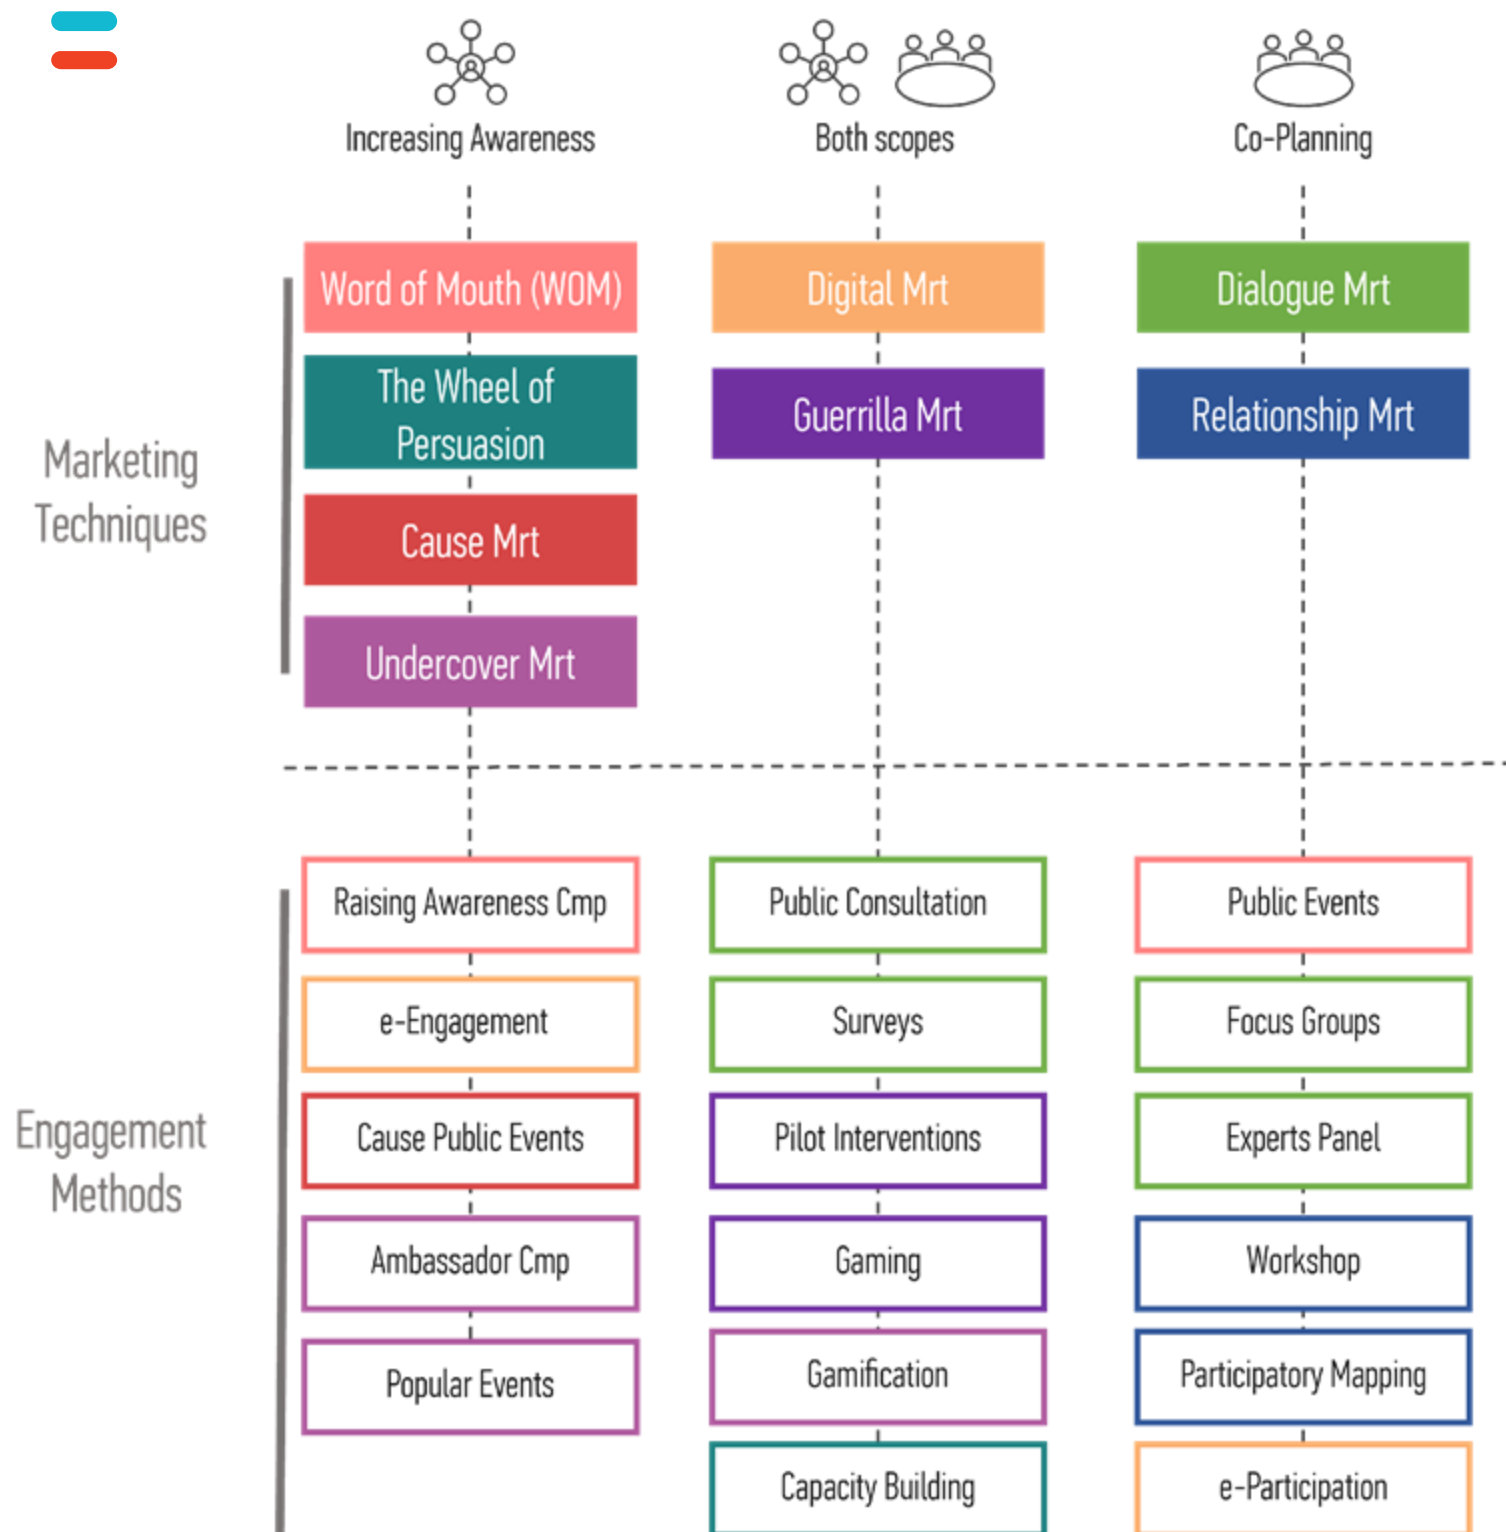 Increasing Awareness
Both scopes
Co-Planning
Marketing
Techniques
Word of Mouth (WOM)
Digital Mrt
Dialogue Mrt
The Wheel of
Persuasion
Guerrilla Mrt
Relationship Mrt
Cause Mrt
Undercover Mrt
Engagement
Methods
Raising Awareness Cmp
Public Consultation
Public Events
e-Engagement
Surveys
Focus Groups
Cause Public Events
Pilot Interventions
Experts Panel
Ambassador Cmp
Gaming
Workshop
Popular Events
Gamification
Participatory Mapping
Capacity Building
e-Participation